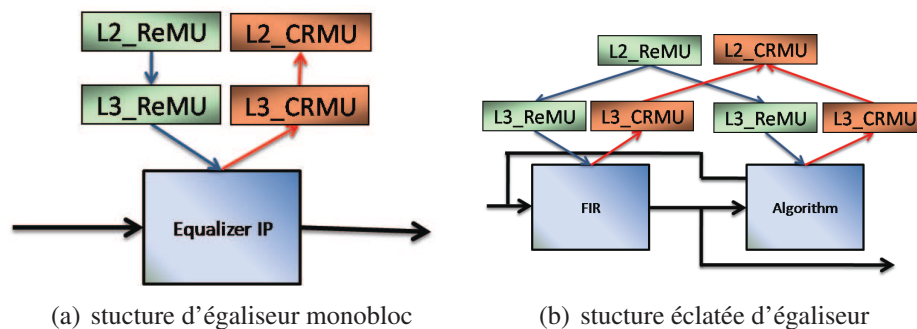 L2_ReMU L2_CRMU
L3_ReMU L3_CRMU
Equalizer IP
(a) stucture d'égaliseur monobloc
L2_ReMU L2_CRMU
L3_ReMU L3_CRMU L3_ReMU L3_CRMU
FIR Algorithm
(b) stucture éclatée d'égaliseur